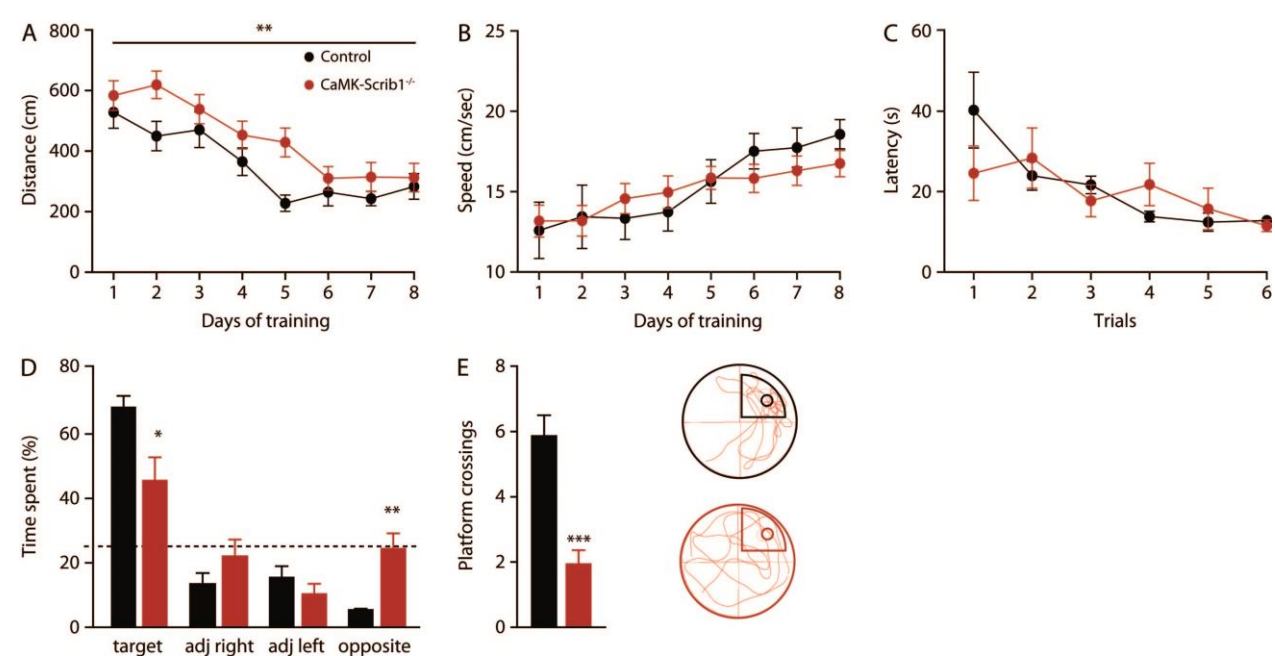 A
800
600
400
200
0
Distance (cm)
**
Control
CaMK-Scrib1-/-
1 2 3 4 5 6 7 8
Days of training
B
25
20
15
10
Speed (cm/sec)
1 2 3 4 5 6 7 8
Days of training
C
60
40
20
0
Latency (s)
1 2 3 4 5 6
Trials
D
80
60
40
20
0
Time spent (%)
*
**
target adj right adj left opposite
E
8
6
4
2
0
Platform crossings
***